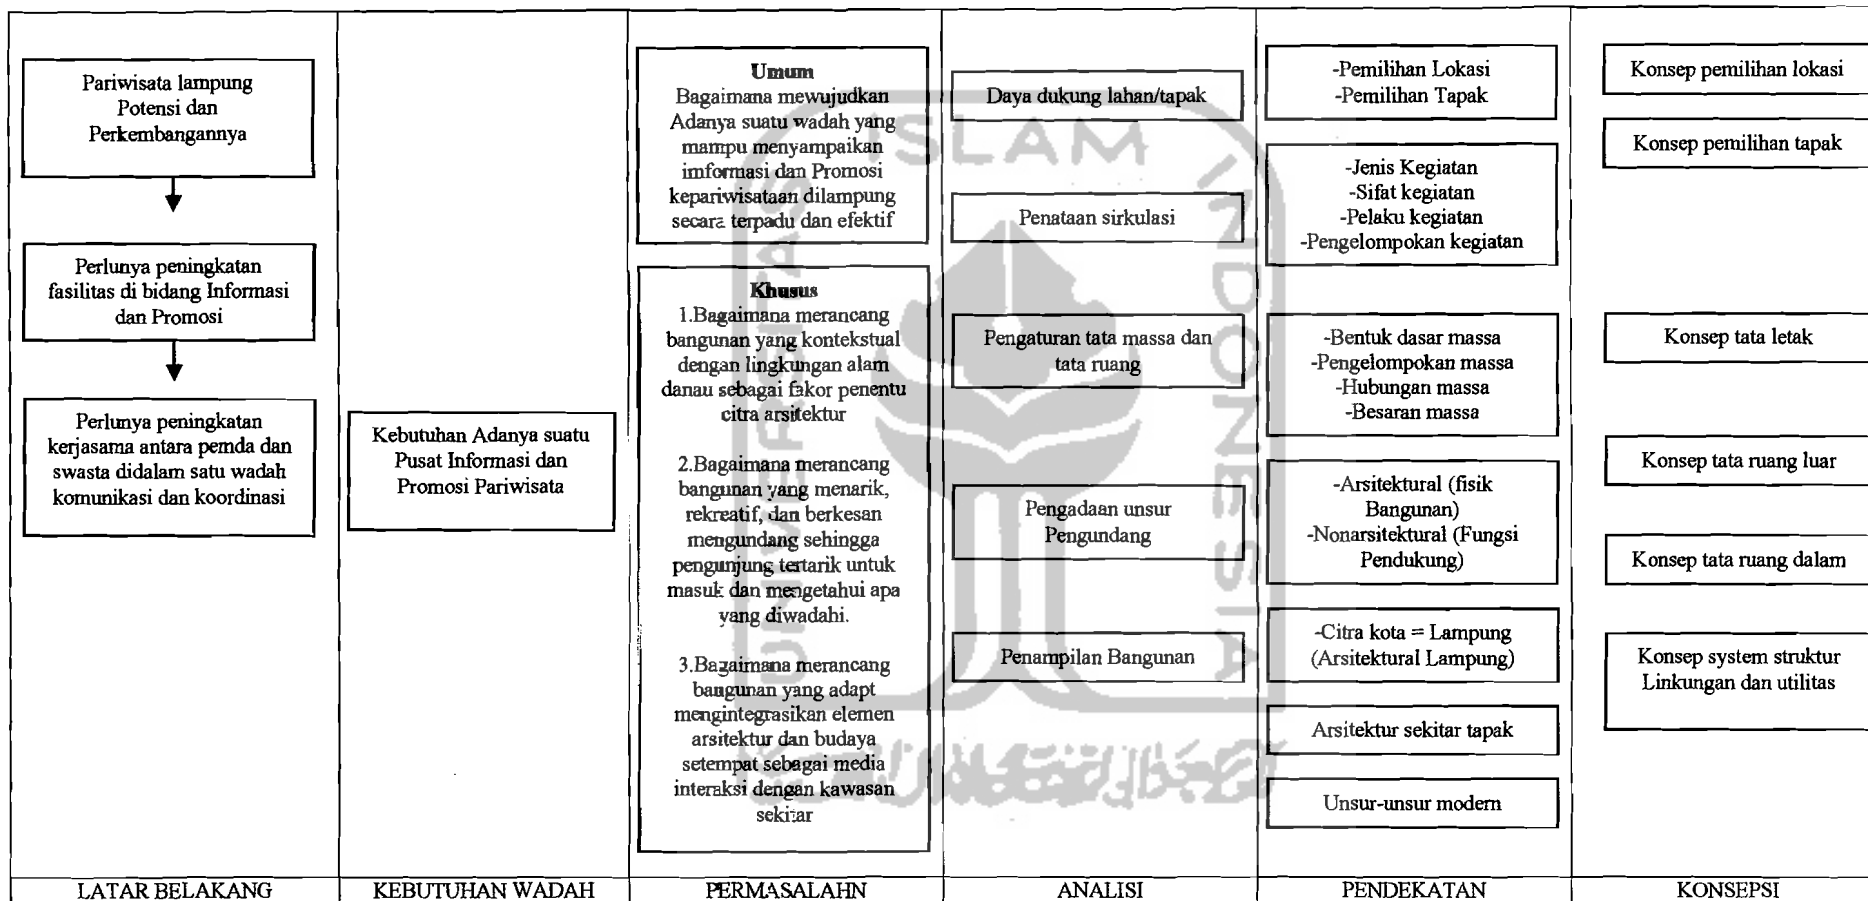 Pariwisata lampung
Potensi dan
Perkembangannya
Perlunya peningkatan
fasilitas di bidang Informasi
dan Promosi
Perlunya peningkatan
kerjasama antara pemda dan
swasta didalam satu wadah
komunikasi dan koordinasi
LATAR BELAKANG
Kebutuhan Adanya suatu
Pusat Informasi dan
Promosi Pariwisata
KEBUTUHAN WADAH
Umum
Bagaimana mewujudkan
Adanya suatu wadah yang
mampu menyampaikan
imformasi dan Promosi
kepariwisataan dilampung
secara terpadu dan efektif
Khusus
1.Bagaimana merancang
bangunan yang kontekstual
dengan lingkungan alam
danau sebagai fakor penentu
citra arsitektur
2.Bagaimana merancang
bangunan yang menarik,
rekreatif, dan berkesan
mengundang sehingga
pengunjung tertarik untuk
masuk dan mengetahui apa
yang diwadahi.
3.Bagaimana merancang
bangunan yang adapt
mengintegrasikan elemen
arsitektur dan budaya
setempat sebagai media
interaksi dengan kawasan
sekitar
PERMASALAHN
Daya dukung lahan/tapak
Penataan sirkulasi
Pengaturan tata massa dan
tata ruang
Pengadaan unsur
Pengundang
Penampilan Bangunan
ANALISI
-Pemilihan Lokasi
-Pemilihan Tapak
-Jenis Kegiatan
-Sifat kegiatan
-Pelaku kegiatan
-Pengelompokan kegiatan
-Bentuk dasar massa
-Pengelompokan massa
-Hubungan massa
-Besaran massa
-Arsitektural (fisik
Bangunan)
-Nonarsitektural (Fungsi
Pendukung)
-Citra kota = Lampung
(Arsitektural Lampung)
Arsitektur sekitar tapak
Unsur-unsur modern
PENDEKATAN
Konsep pemilihan lokasi
Konsep pemilihan tapak
Konsep tata letak
Konsep tata ruang luar
Konsep tata ruang dalam
Konsep system struktur
Linkungan dan utilitas
KONSEPSI
UNIVERSITAS
ISLAM
INDONESIA